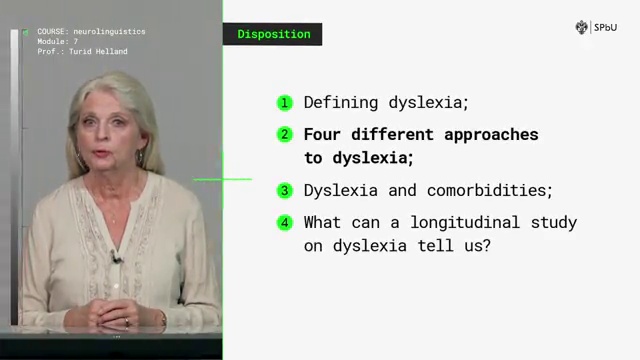 COURSE: neurolinguistics
Module: 7
Prof.: Turid Helland
Disposition
SPbU
1 Defining dyslexia;
2 Four different approaches
to dyslexia;
3 Dyslexia and comorbidities;
4 What can a longitudinal study
on dyslexia tell us?